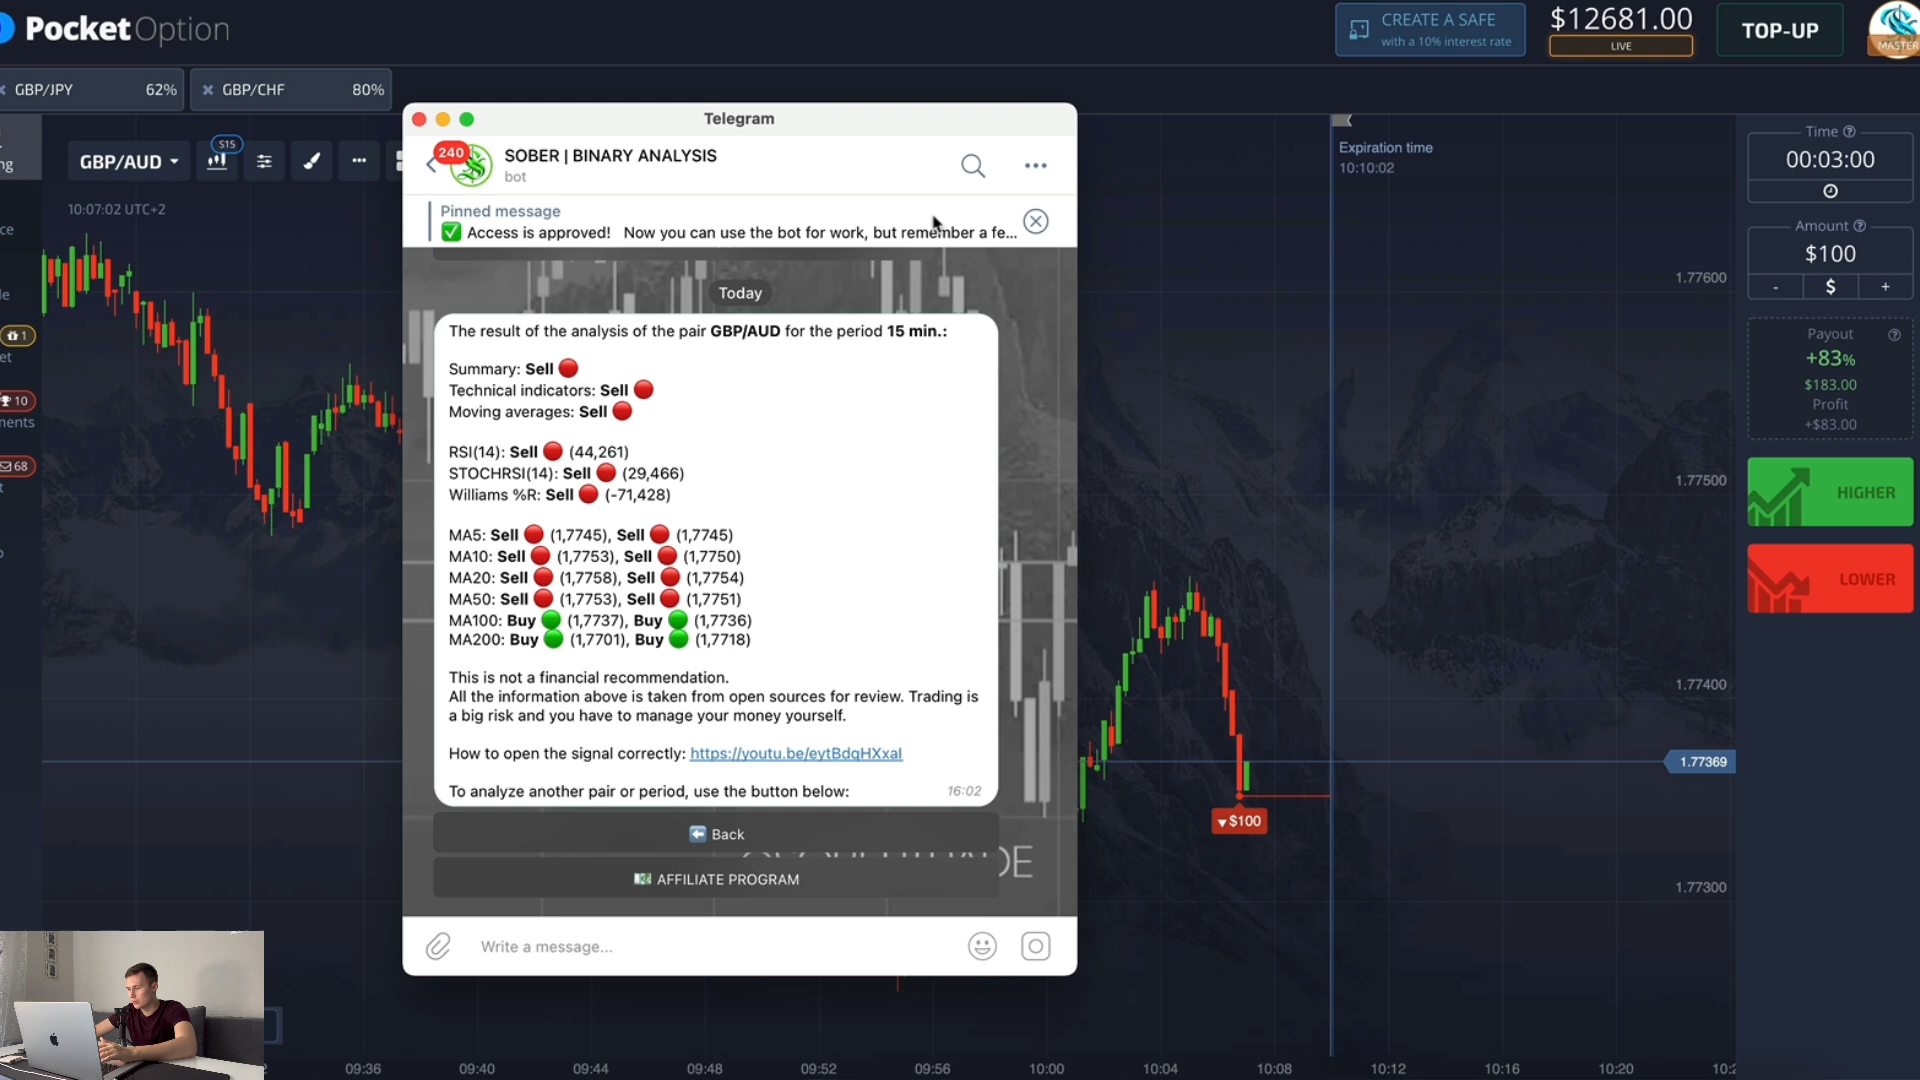 PocketOption
CREATE A SAFE
with a 10% interest rate
$12681.00
LIVE
TOP-UP
MASTER
GBP/JPY 62%
GBP/CHF 80%
GBP/AUD
S15
10:07:02 UTC+2
Telegram
240
SOBER | BINARY ANALYSIS
bot
Pinned message
✅ Access is approved! Now you can use the bot for work, but remember a fe...
Today
The result of the analysis of the pair GBP/AUD for the period 15 min.:
Summary: Sell 🔴
Technical indicators: Sell 🔴
Moving averages: Sell 🔴
RSI(14): Sell 🔴 (44,261)
STOCHRSI(14): Sell 🔴 (29,466)
Williams %R: Sell 🔴 (-71,428)
MA5: Sell 🔴 (1,7745), Sell 🔴 (1,7745)
MA10: Sell 🔴 (1,7753), Sell 🔴 (1,7750)
MA20: Sell 🔴 (1,7758), Sell 🔴 (1,7754)
MA50: Sell 🔴 (1,7753), Sell 🔴 (1,7751)
MA100: Buy 🟢 (1,7737), Buy 🟢 (1,7736)
MA200: Buy 🟢 (1,7701), Buy 🟢 (1,7718)
This is not a financial recommendation.
All the information above is taken from open sources for review. Trading is
a big risk and you have to manage your money yourself.
How to open the signal correctly: https://youtu.be/eytBdqHXxaI
To analyze another pair or period, use the button below:
16:02
⬅️ Back
💵 AFFILIATE PROGRAM
Write a message...
Expiration time
10:10:02
1.77600
1.77500
1.77400
1.77369
1.77300
$100
Time
00:03:00
Amount
$100
- $ +
Payout
+83%
$183.00
Profit
+$83.00
HIGHER
LOWER
1
10
68
09:36 09:40 09:44 09:48 09:52 09:56 10:00 10:04 10:08 10:12 10:16 10:20